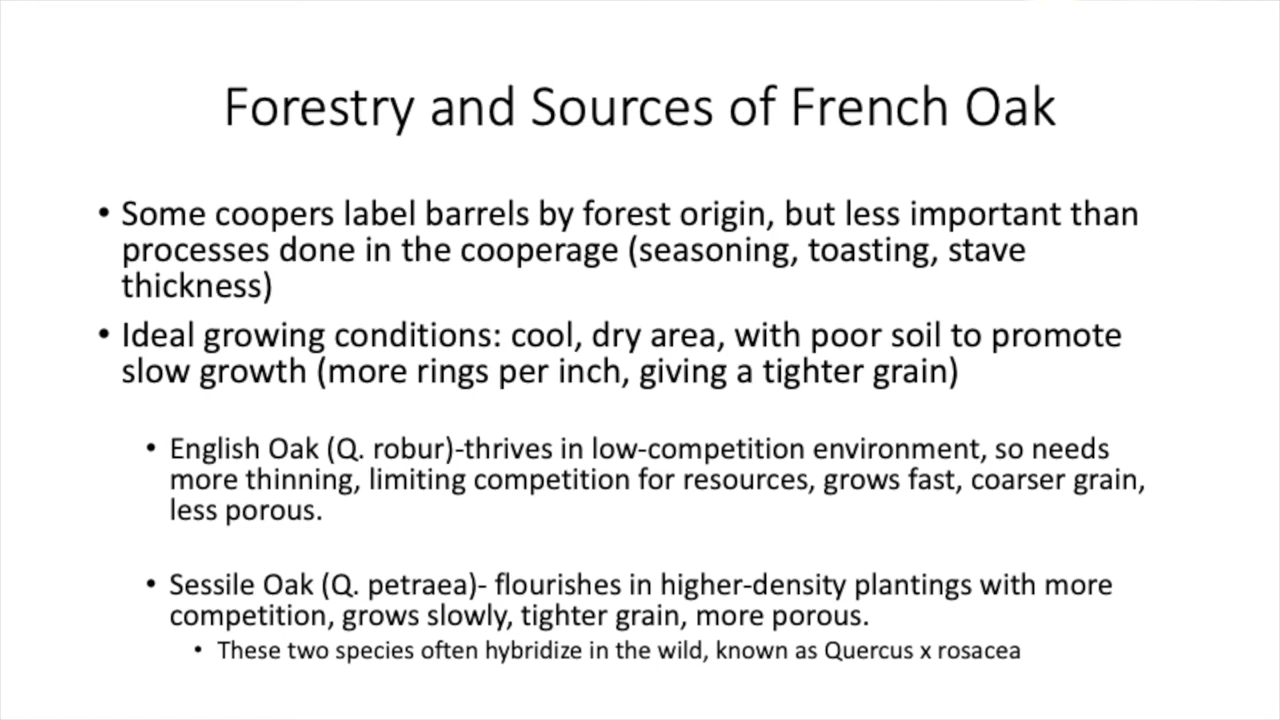 Forestry and Sources of French Oak
• Some coopers label barrels by forest origin, but less important than
processes done in the cooperage (seasoning, toasting, stave
thickness)
• Ideal growing conditions: cool, dry area, with poor soil to promote
slow growth (more rings per inch, giving a tighter grain)
• English Oak (Q. robur)-thrives in low-competition environment, so needs
more thinning, limiting competition for resources, grows fast, coarser grain,
less porous.
• Sessile Oak (Q. petraea)- flourishes in higher-density plantings with more
competition, grows slowly, tighter grain, more porous.
• These two species often hybridize in the wild, known as Quercus x rosacea